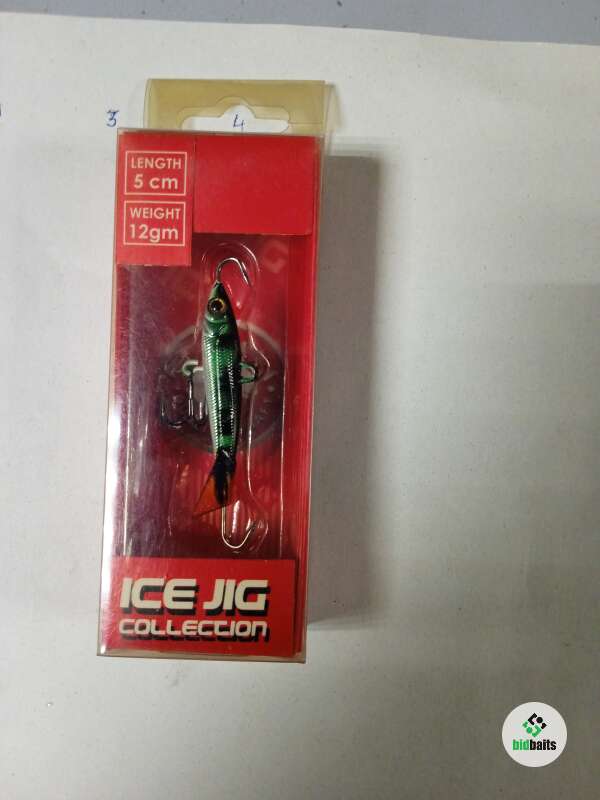 3
4
LENGTH
5 cm
WEIGHT
12gm
ICE JIG
COLLECTION
bidbaits